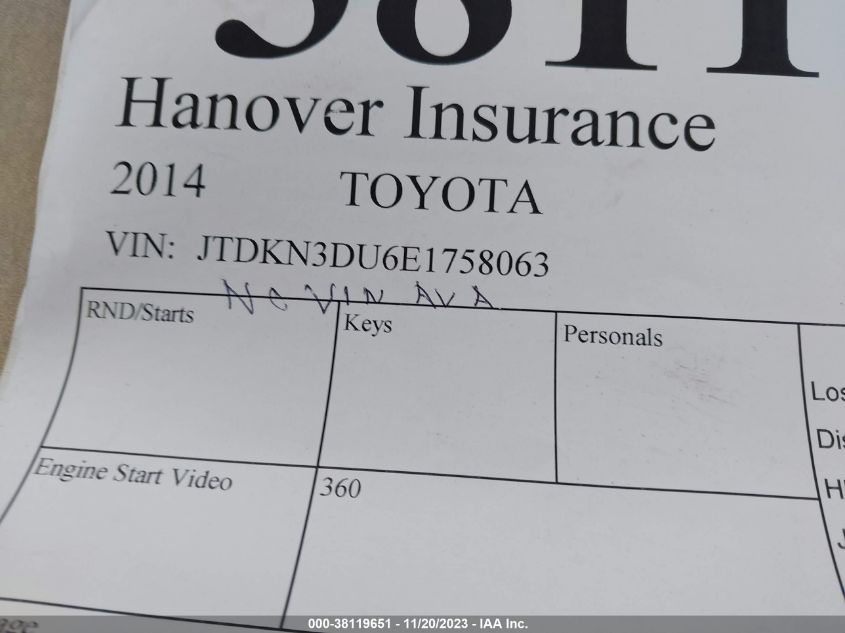 Hanover Insurance
2014 TOYOTA
VIN: JTDKN3DU6E1758063
NO VIN AVA
RND/Starts Keys Personals
Engine Start Video 360
000-38119651 - 11/20/2023 - IAA Inc.